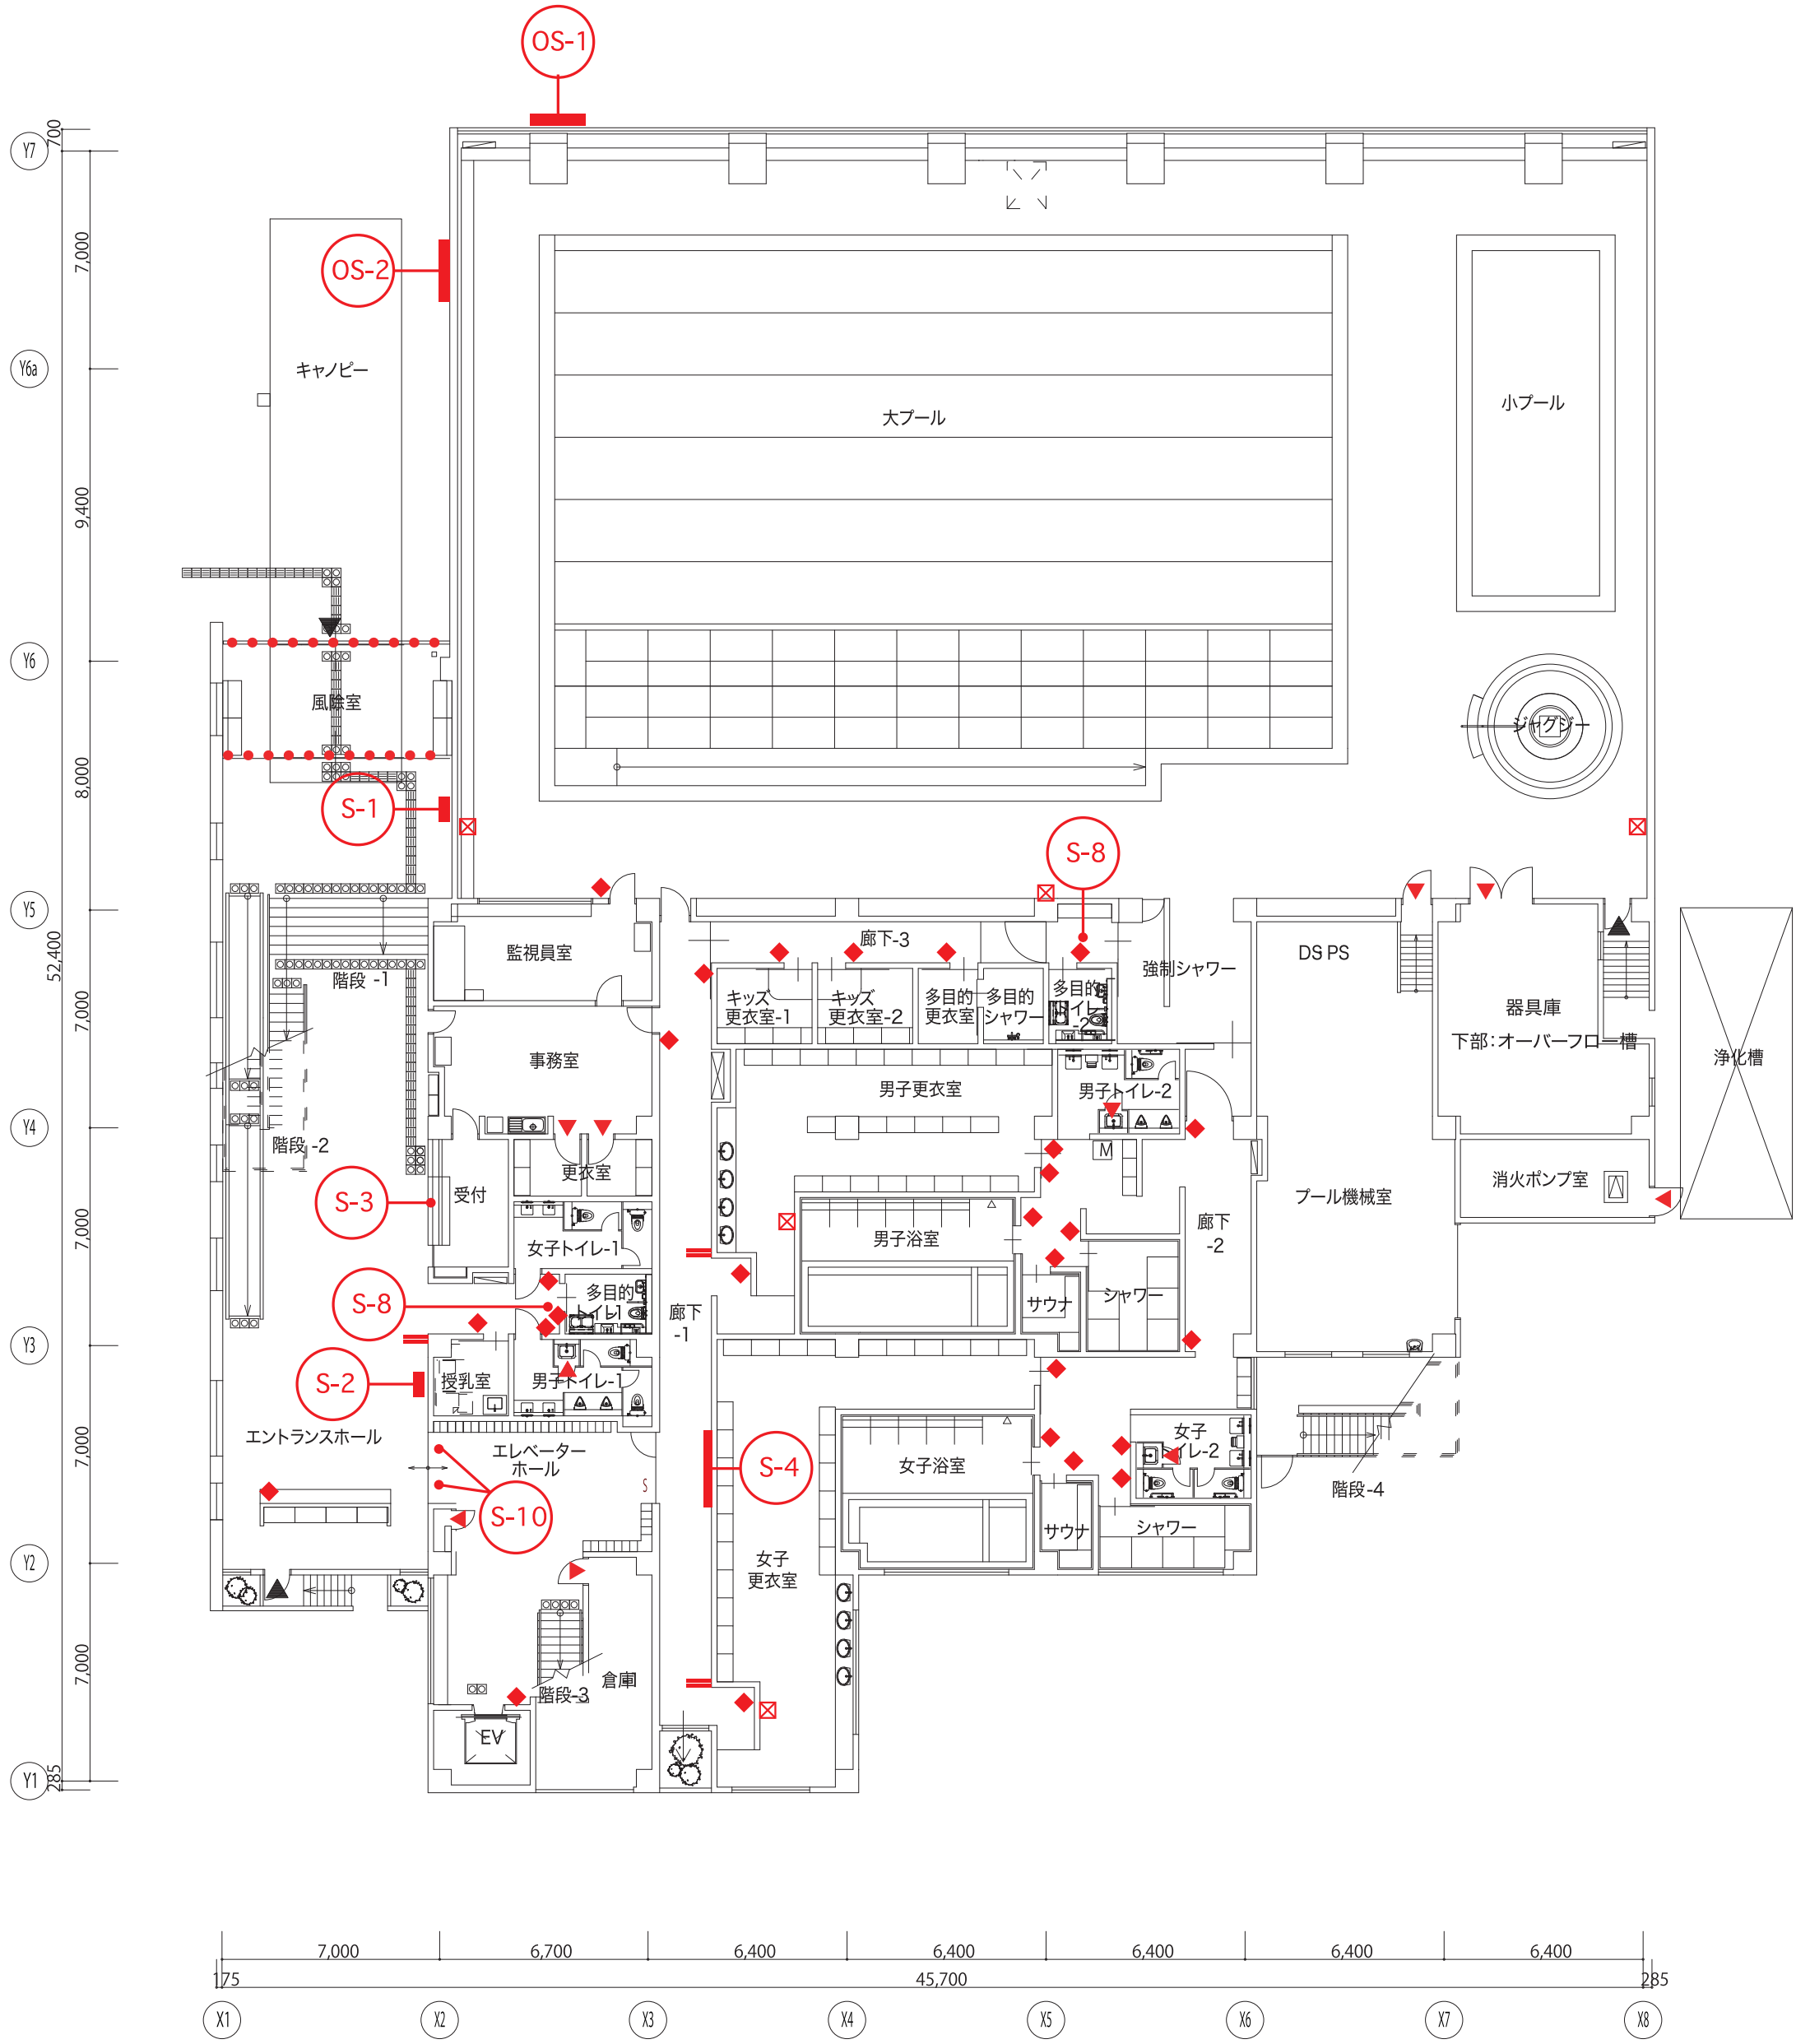 OS-1
700
Y7
7,000
OS-2
キャノピー
Y6a
大プール
小プール
9,400
Y6
風除室
ジャグジー
8,000
S-1
S-8
Y5
52,400
監視員室
廊下-3
DS PS
強制シャワー
階段 -1
キッズ
更衣室-1
キッズ
更衣室-2
多目的
更衣室
多目的
シャワー
多目的
トイレ
-2
器具庫
下部：オーバーフロー槽
7,000
事務室
浄化槽
男子更衣室
男子トイレ-2
Y4
階段 -2
M
更衣室
S-3
受付
プール機械室
消火ポンプ室
7,000
女子トイレ-1
男子浴室
廊下
-2
S-8
多目的
トイレ1
サウナ
シャワー
廊下
-1
Y3
S-2
授乳室
男子トイレ-1
エントランスホール
エレベーター
ホール
7,000
S-4
女子浴室
女子
トイレ-2
S
階段-4
S-10
サウナ
シャワー
Y2
女子
更衣室
7,000
倉庫
階段-3
EV
Y1
285
7,000
6,700
6,400
6,400
6,400
6,400
6,400
175
45,700
285
X1
X2
X3
X4
X5
X6
X7
X8